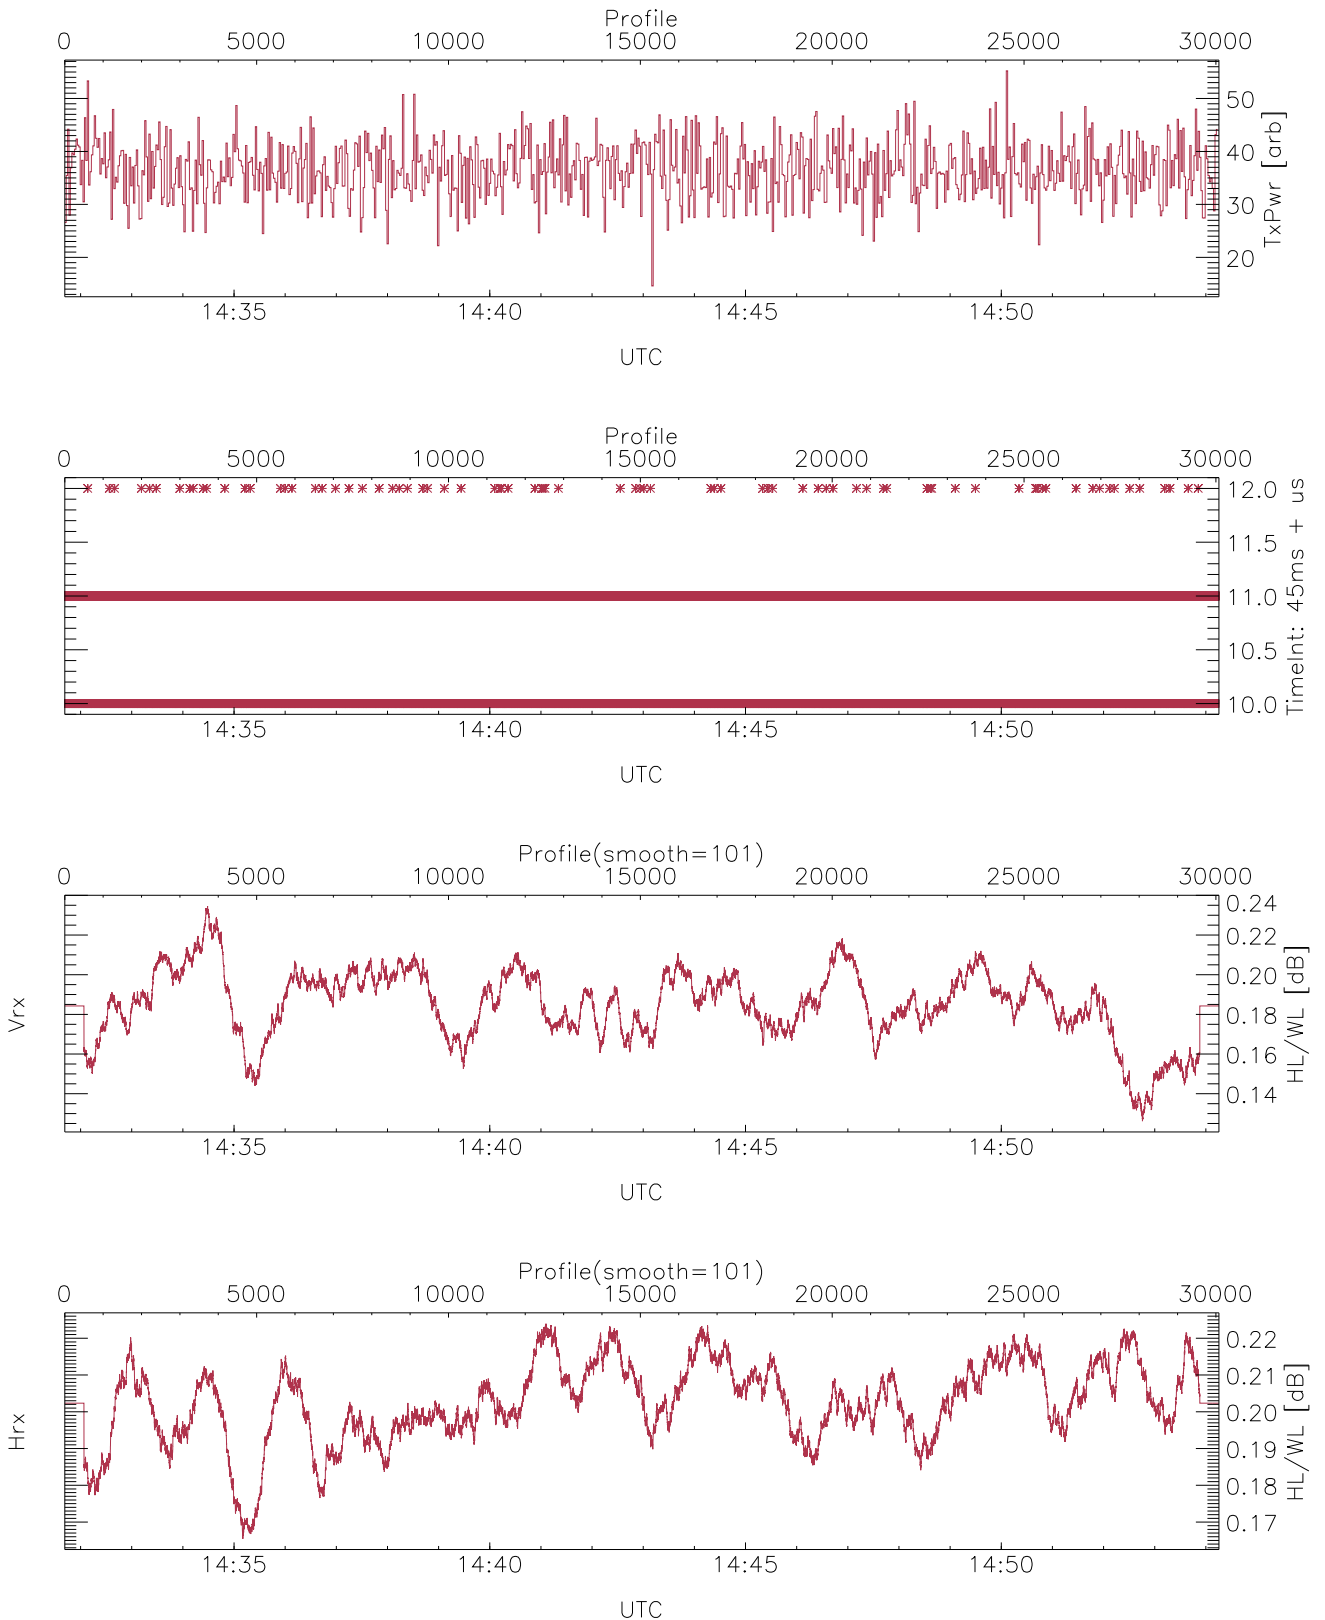 Profile
0 5000 10000 15000 20000 25000 30000
50
40
30
20
TxPwr [arb]
14:35 14:40 14:45 14:50
UTC
Profile
0 5000 10000 15000 20000 25000 30000
12.0
11.5
11.0
10.5
10.0
TimeInt: 45ms + us
14:35 14:40 14:45 14:50
UTC
Profile(smooth=101)
0 5000 10000 15000 20000 25000 30000
Vrx
0.24
0.22
0.20
0.18
0.16
0.14
HL/WL [dB]
14:35 14:40 14:45 14:50
UTC
Profile(smooth=101)
0 5000 10000 15000 20000 25000 30000
Hrx
0.22
0.21
0.20
0.19
0.18
0.17
HL/WL [dB]
14:35 14:40 14:45 14:50
UTC